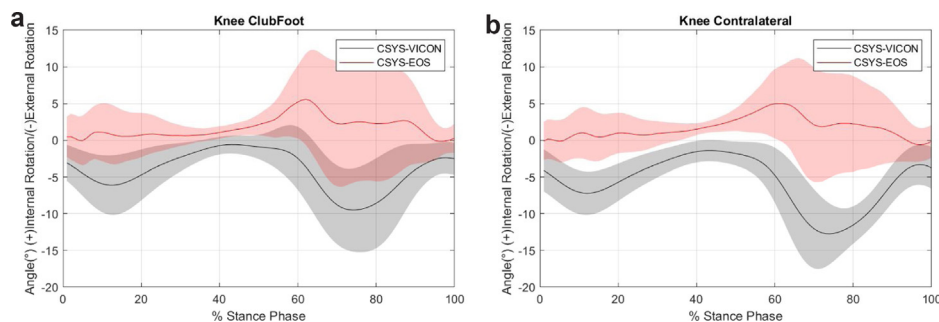 a
Knee ClubFoot
Angle(°) (+)Internal Rotation/(-)External Rotation
15
10
5
0
-5
-10
-15
-20
CSYS-VICON
CSYS-EOS
0 20 40 60 80 100
% Stance Phase
b
Knee Contralateral
Angle(°) (+)Internal Rotation/(-)External Rotation
15
10
5
0
-5
-10
-15
-20
CSYS-VICON
CSYS-EOS
0 20 40 60 80 100
% Stance Phase